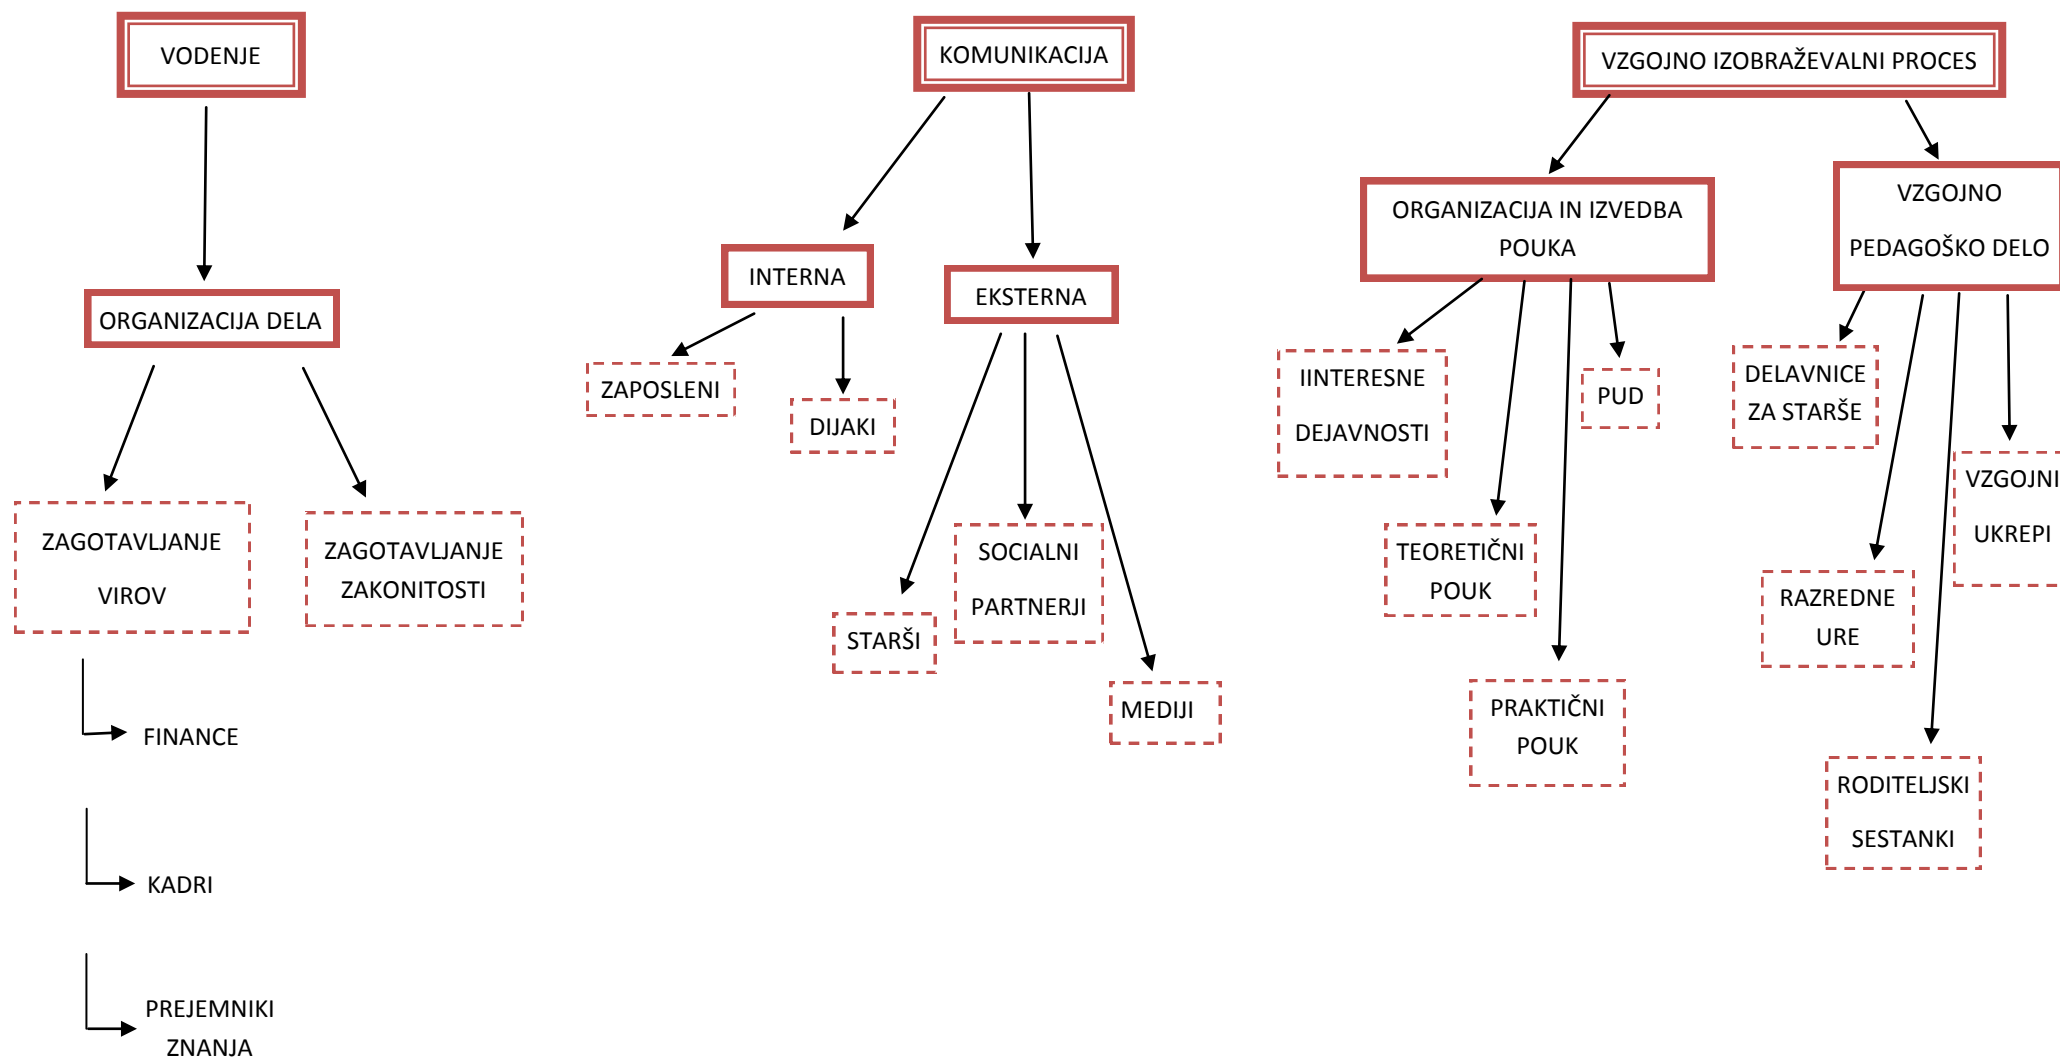 VODENJE
ORGANIZACIJA DELA
ZAGOTAVLJANJE
VIROV
ZAGOTAVLJANJE
ZAKONITOSTI
FINANCE
KADRI
PREJEMNIKI
ZNANJA
KOMUNIKACIJA
INTERNA
ZAPOSLENI
DIJAKI
EKSTERNA
STARŠI
SOCIALNI
PARTNERJI
MEDIJI
VZGOJNO IZOBRAŽEVALNI PROCES
ORGANIZACIJA IN IZVEDBA
POUKA
IINTERESNE
DEJAVNOSTI
TEORETIČNI
POUK
PRAKTIČNI
POUK
PUD
VZGOJNO
PEDAGOŠKO DELO
DELAVNICE
ZA STARŠE
RAZREDNE
URE
RODITELJSKI
SESTANKI
VZGOJNI
UKREPI